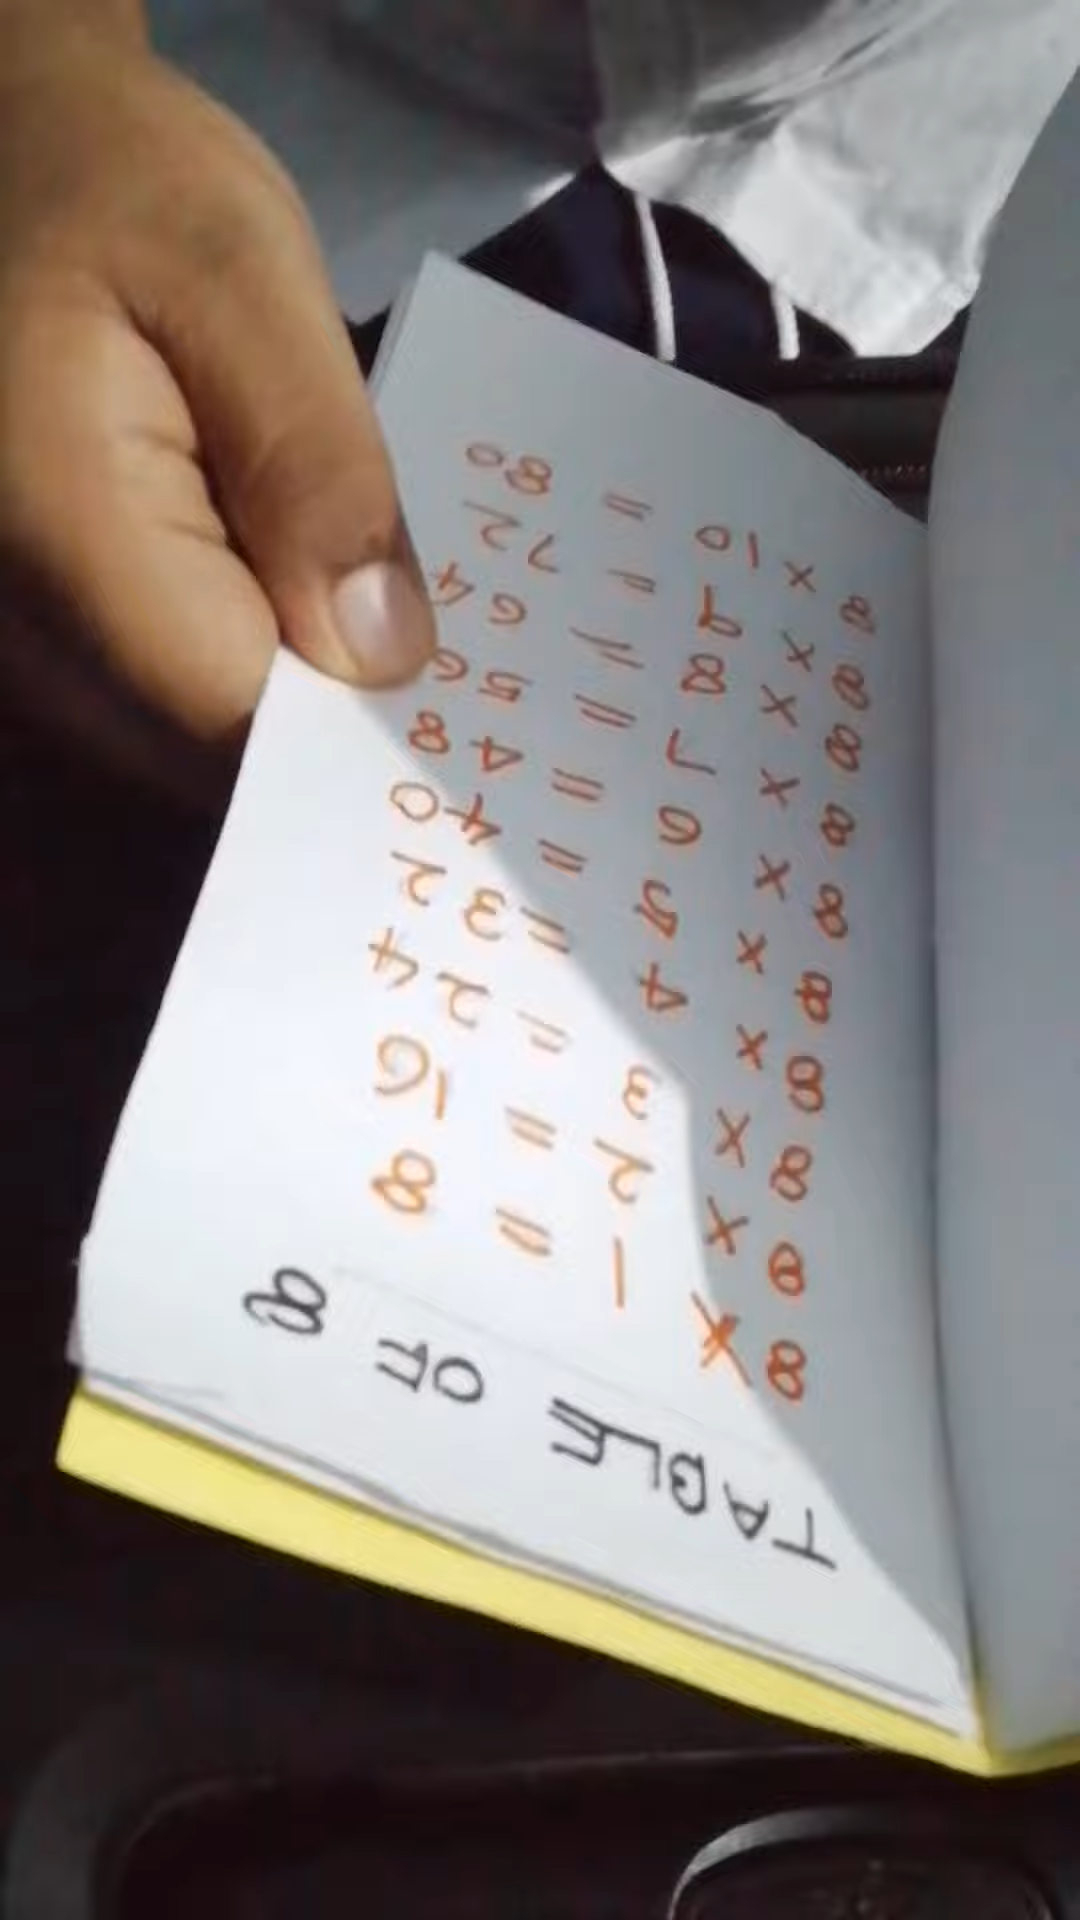 TABLE OF 8
8 x 1 = 8
8 x 2 = 16
8 x 3 = 24
8 x 4 = 32
8 x 5 = 40
8 x 6 = 48
8 x 7 = 56
8 x 8 = 64
8 x 9 = 72
8 x 10 = 80